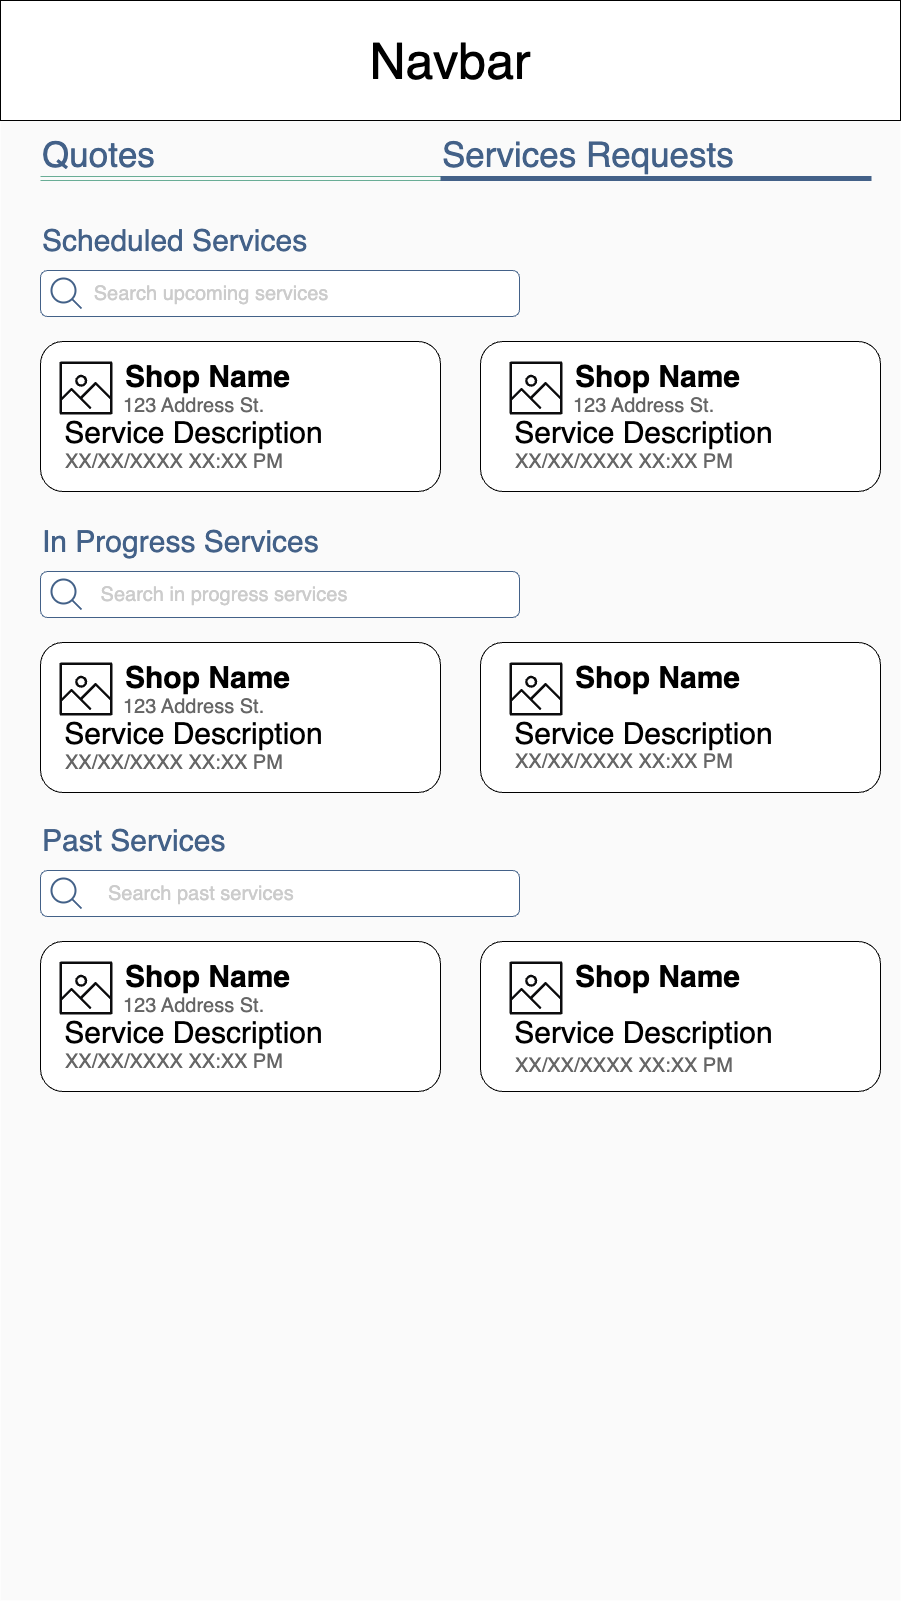 Navbar
Quotes
Services Requests
Scheduled Services
Search upcoming services
Shop Name
123 Address St.
Service Description
XX/XX/XXXX XX:XX PM
Shop Name
123 Address St.
Service Description
XX/XX/XXXX XX:XX PM
In Progress Services
Search in progress services
Shop Name
123 Address St.
Service Description
XX/XX/XXXX XX:XX PM
Shop Name
Service Description
XX/XX/XXXX XX:XX PM
Past Services
Search past services
Shop Name
123 Address St.
Service Description
XX/XX/XXXX XX:XX PM
Shop Name
Service Description
XX/XX/XXXX XX:XX PM